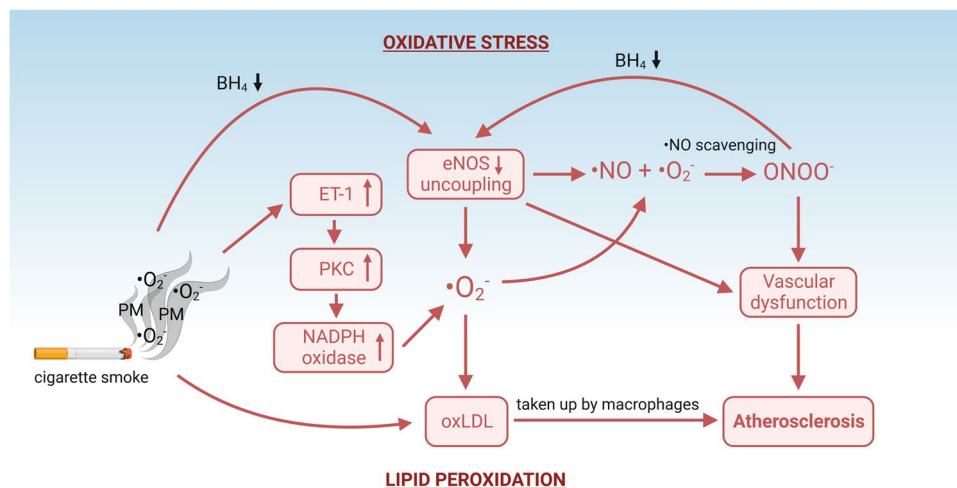 OXIDATIVE STRESS
BH₄ ↓
BH₄ ↓
•NO scavenging
eNOS ↓
uncoupling
•NO + •O₂⁻
ONOO⁻
ET-1 ↑
PKC ↑
•O₂⁻
•O₂⁻
PM
PM
•O₂⁻
•O₂⁻
Vascular
dysfunction
NADPH
oxidase ↑
cigarette smoke
oxLDL
taken up by macrophages
Atherosclerosis
LIPID PEROXIDATION